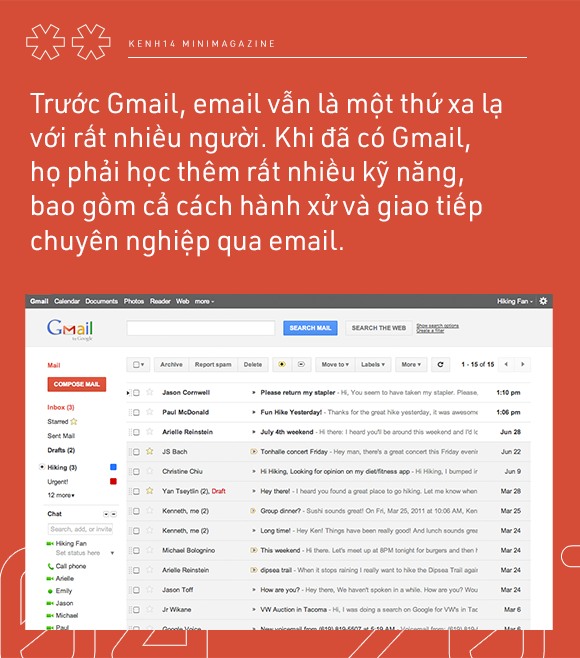 KENH14 MINIMAGAZINE
Trước Gmail, email vẫn là một thứ xa lạ
với rất nhiều người. Khi đã có Gmail,
họ phải học thêm rất nhiều kỹ năng,
bao gồm cả cách hành xử và giao tiếp
chuyên nghiệp qua email.
Gmail Calendar Documents Photos Reader Web more
Hiking Fan
Gmail
by Google
SEARCH MAIL
SEARCH THE WEB
Show search options
Create a filter
Mail
COMPOSE MAIL
Inbox (3)
Starred
Sent Mail
Drafts (2)
Hiking (3)
Urgent!
12 more
Chat
Search, add, or invite
Hiking Fan
Set status here
Call phone
Arielle
Emily
Jason
Michael
Paul
Archive Report spam Delete Move to Labels More 1 - 15 of 15
Jason Cornwell » Please return my stapler - Hi, You seem to have taken my stapler. Please, 1:10 pm
Paul McDonald » Fun Hike Yesterday! - Thanks for the great hike yesterday, it was awesome 1:06 pm
Arielle Reinstein » July 4th weekend - Hi there: I heard you'll be around this weekend and I'd Jun 28
JS Bach Tonhalle concert Friday - Hey man, there's a great concert this Friday evenin Jun 22
Christine Chiu » Hi Hiking, Looking for opinion on my diet/fitness app - Hi Hiking, I bumped in Jun 9
Yan Tseytlin (2), Draft » Hey there! - I heard you found a great place to go hiking. Let me know when Mar 28
Kenneth, me (2) Group dinner? - Sushi sounds great! On Fri, Mar 25, 2011 at 10:06 AM, Ken Mar 25
Kenneth, me (2) » Long time! - Hey Ken! Things have been really good! And lunch sounds grea Mar 24
Michael Bolognino This weekend - Hi there. Let's meet up at 8PM tonight for burgers and then h Mar 24
Arielle Reinstein dipsea trail - When it stops raining I really want to hike the Dipsea Trail again Mar 24
Jason Toff » How are you? - Hey there, We haven't spoken in a while. How are you? Wou Mar 24
Jr Wikane » VW Auction in Tacoma - Hi, I was doing a search on Google for VW's in Tac Mar 6
Google Voice New voicemail from (619) 819-5507 at 5:19 PM - Voicemail from: (619) 8 Mar 6